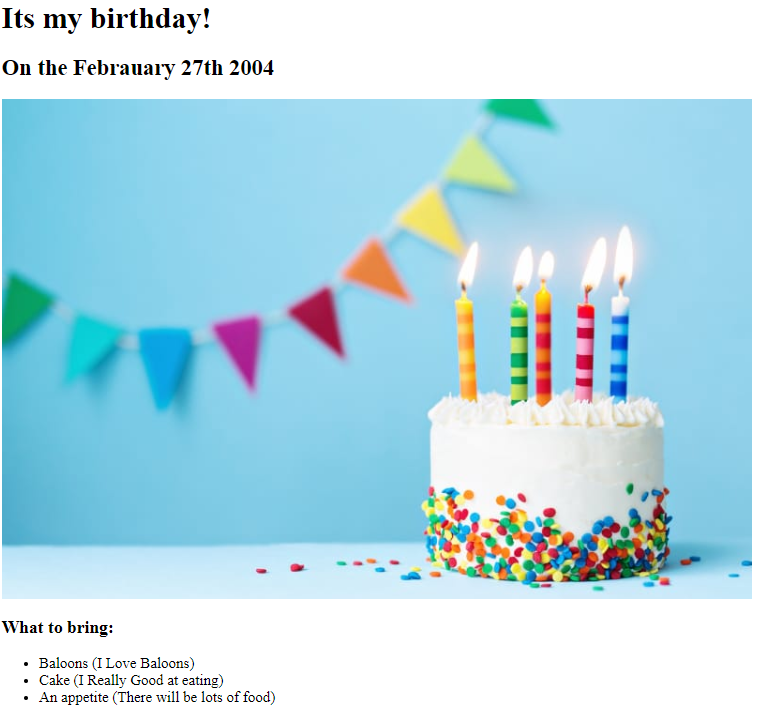 Its my birthday!
On the Febrauary 27th 2004
What to bring:
Baloons (I Love Baloons)
Cake (I Really Good at eating)
An appetite (There will be lots of food)